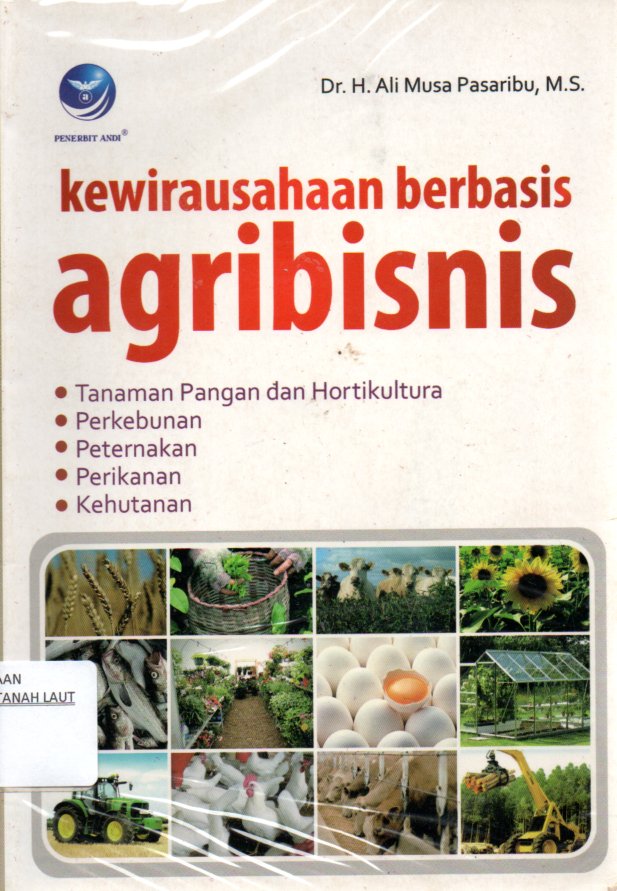 Dr. H. Ali Musa Pasaribu, M.S.
a
PENERBIT ANDI®
kewirausahaan berbasis
agribisnis
• Tanaman Pangan dan Hortikultura
• Perkebunan
• Peternakan
• Perikanan
• Kehutanan
AAN
TANAH LAUT